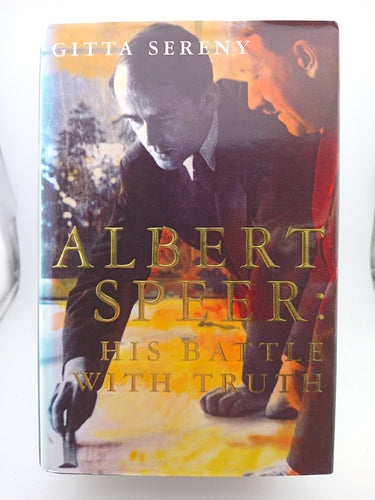 GITTA SERENY
ALBERT
SPEER:
HIS BATTLE
WITH TRUTH